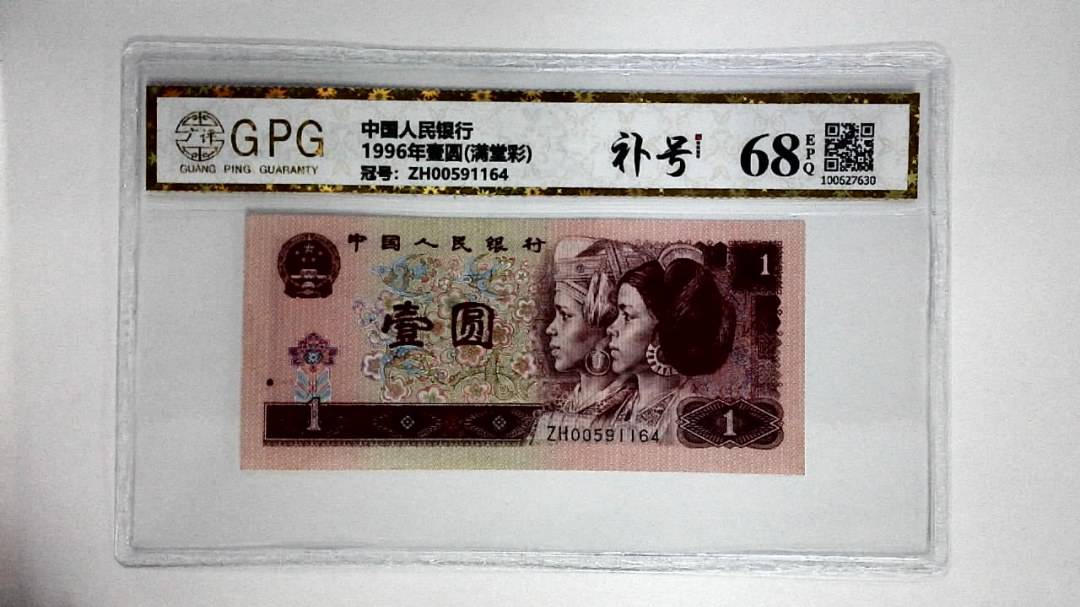 GPG
GUANG PING GUARANTY
中国人民银行
1996年壹圆(满堂彩)
冠号：ZH00591164
补号
68
EPQ
100627630
中国人民银行
1
壹圆
1
ZH00591164
1